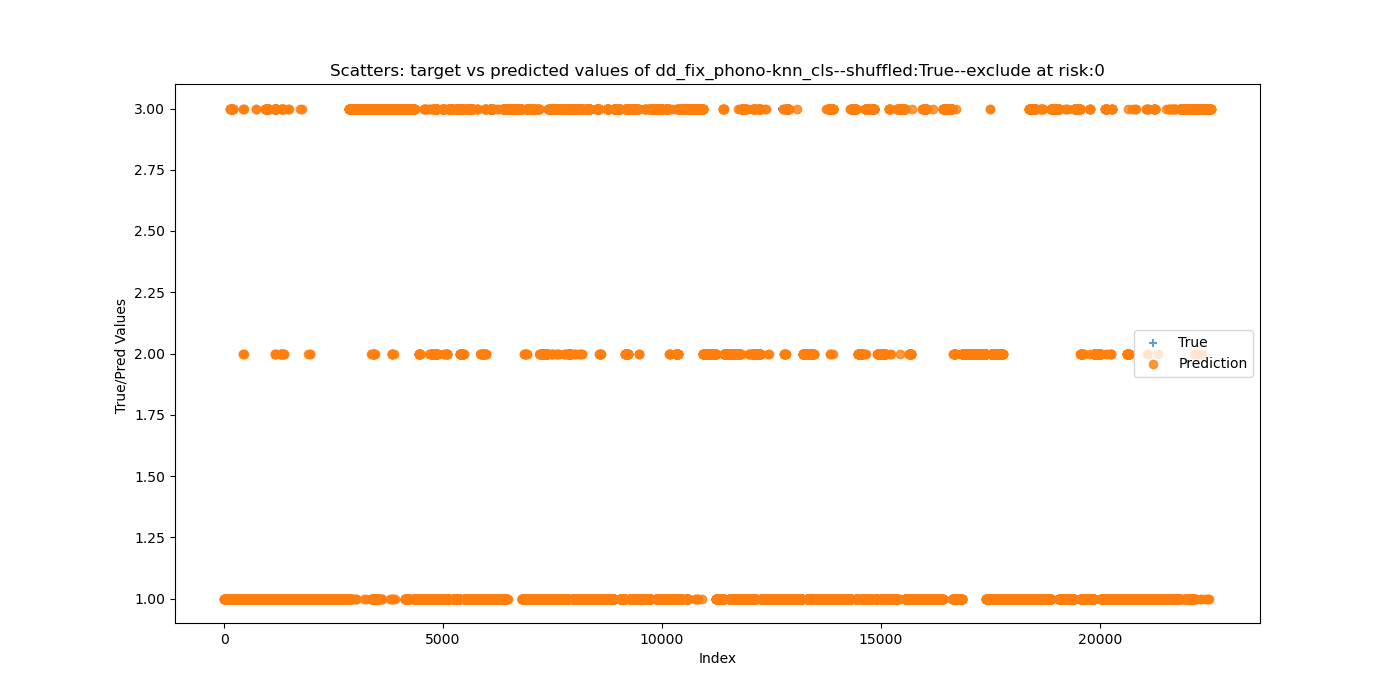 Scatters: target vs predicted values of dd_fix_phono-knn_cls--shuffled:True--exclude at risk:0
3.00
2.75
2.50
2.25
2.00
1.75
1.50
1.25
1.00
True/Pred Values
True
Prediction
0
5000
10000
15000
20000
Index